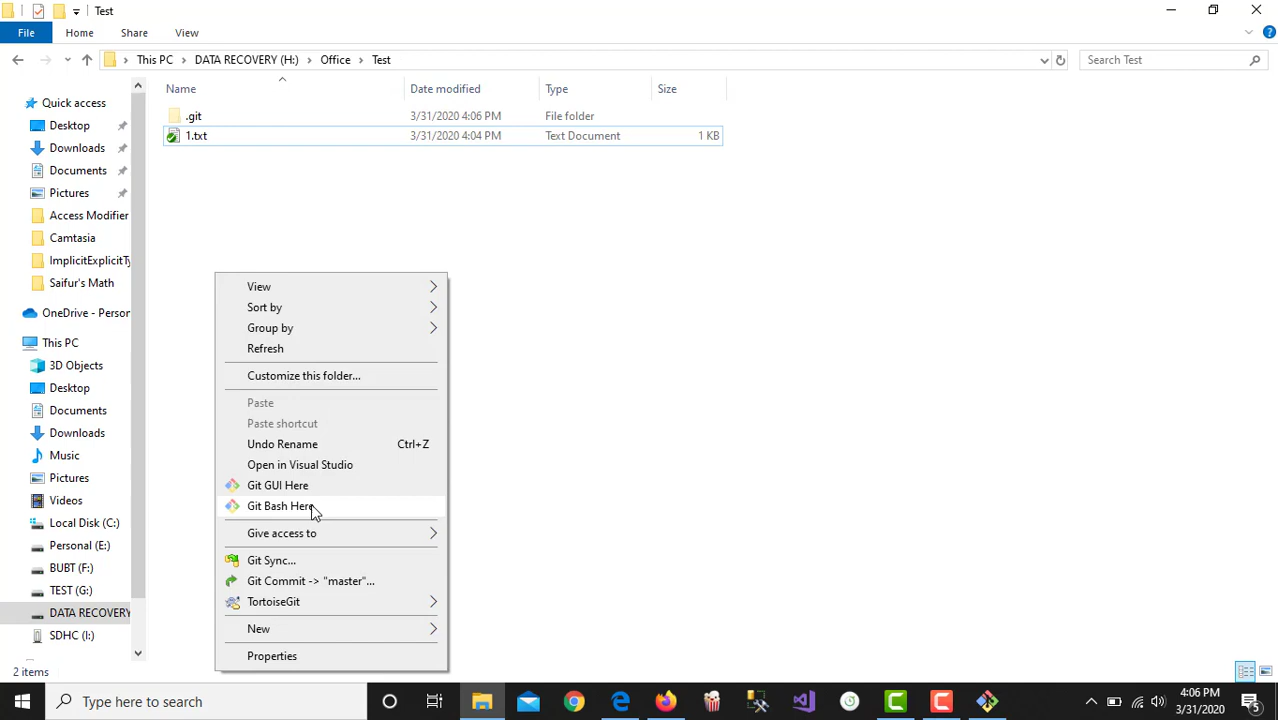 Test
File
Home
Share
View
This PC
DATA RECOVERY (H:)
Office
Test
Search Test
Name
Date modified
Type
Size
.git
3/31/2020 4:06 PM
File folder
1.txt
3/31/2020 4:04 PM
Text Document
1 KB
Quick access
Desktop
Downloads
Documents
Pictures
Access Modifier
Camtasia
ImplicitExplicitTy
Saifur's Math
OneDrive - Person
This PC
3D Objects
Desktop
Documents
Downloads
Music
Pictures
Videos
Local Disk (C:)
Personal (E:)
BUBT (F:)
TEST (G:)
DATA RECOVERY
SDHC (I:)
View
Sort by
Group by
Refresh
Customize this folder...
Paste
Paste shortcut
Undo Rename Ctrl+Z
Open in Visual Studio
Git GUI Here
Git Bash Here
Give access to
Git Sync...
Git Commit -> "master"...
TortoiseGit
New
Properties
2 items
Type here to search
4:06 PM
3/31/2020
5